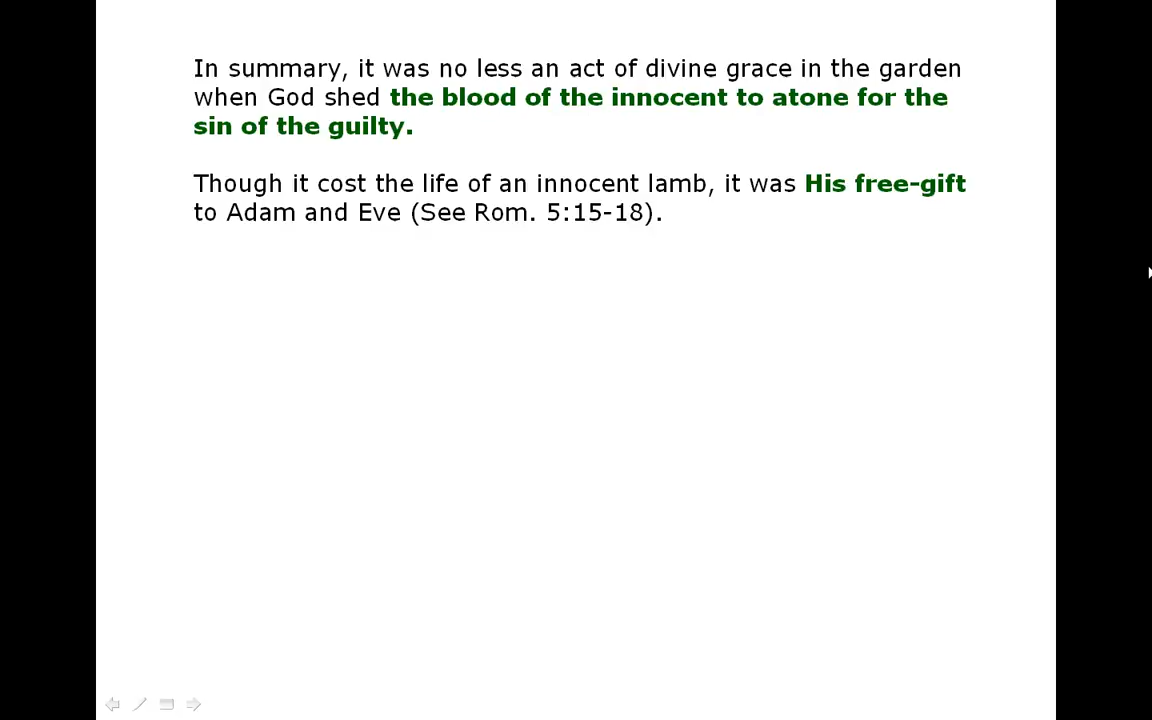 In summary, it was no less an act of divine grace in the garden
when God shed the blood of the innocent to atone for the
sin of the guilty.
Though it cost the life of an innocent lamb, it was His free-gift
to Adam and Eve (See Rom. 5:15-18).